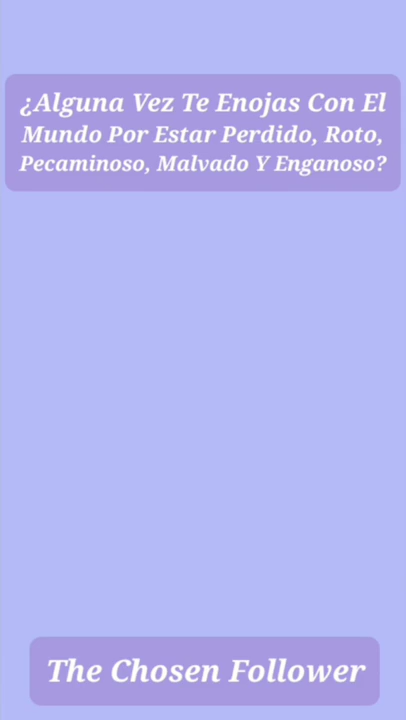 ¿Alguna Vez Te Enojas Con El
Mundo Por Estar Perdido, Roto,
Pecaminoso, Malvado Y Enganoso?
The Chosen Follower